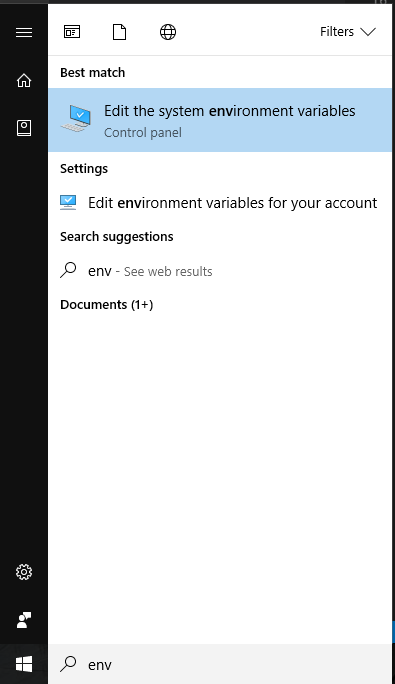 Filters
Best match
Edit the system environment variables
Control panel
Settings
Edit environment variables for your account
Search suggestions
env - See web results
Documents (1+)
env